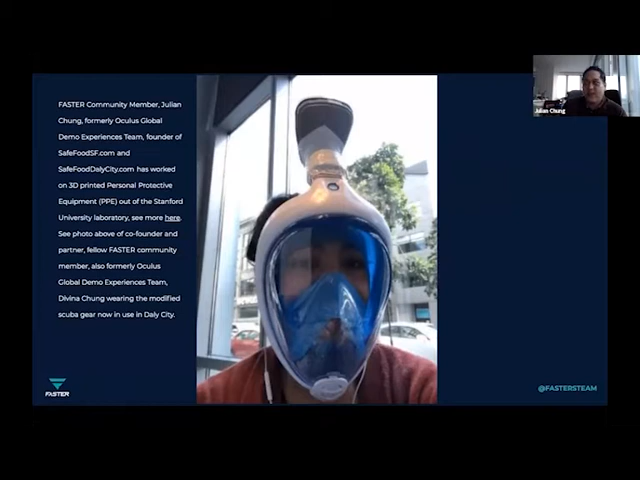 FASTER Community Member, Julian
Chung, formerly Oculus Global
Demo Experiences Team, founder of
SafeFoodSF.com and
SafeFoodDalyCity.com has worked
on 3D printed Personal Protective
Equipment (PPE) out of the Stanford
University laboratory, see more here.
See photo above of co-founder and
partner, fellow FASTER community
member, also formerly Oculus
Global Demo Experiences Team,
Divina Chung wearing the modified
scuba gear now in use in Daly City.
FASTER
@FASTERSTEAM
Julian Chung